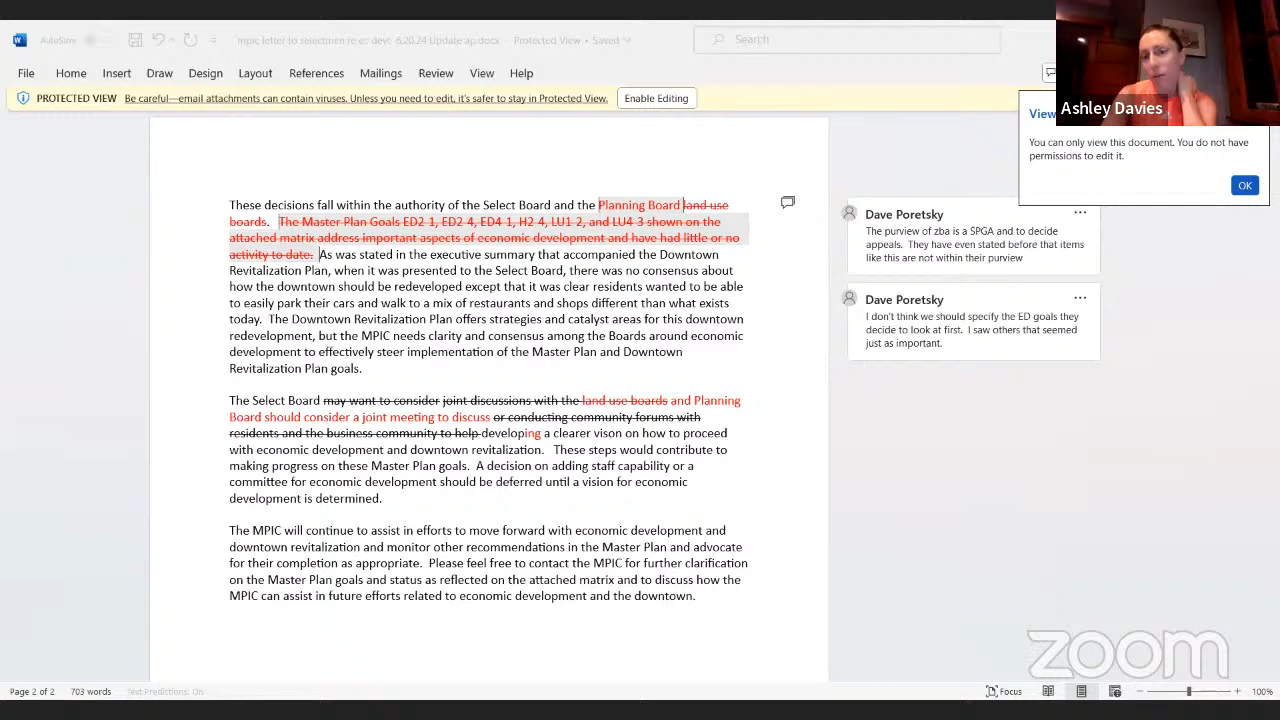 AutoSave
mpic letter to selectmen re ec devt 6.20.24 Update ap.docx - Protected View • Saved
Search
File Home Insert Draw Design Layout References Mailings Review View Help
PROTECTED VIEW Be careful—email attachments can contain viruses. Unless you need to edit, it's safer to stay in Protected View. Enable Editing
Ashley Davies
View
You can only view this document. You do not have
permissions to edit it.
OK
These decisions fall within the authority of the Select Board and the Planning Board land use
boards. The Master Plan Goals ED2-1, ED2-4, ED4-1, H2-4, LU1-2, and LU4-3 shown on the
attached matrix address important aspects of economic development and have had little or no
activity to date. As was stated in the executive summary that accompanied the Downtown
Revitalization Plan, when it was presented to the Select Board, there was no consensus about
how the downtown should be redeveloped except that it was clear residents wanted to be able
to easily park their cars and walk to a mix of restaurants and shops different than what exists
today. The Downtown Revitalization Plan offers strategies and catalyst areas for this downtown
redevelopment, but the MPIC needs clarity and consensus among the Boards around economic
development to effectively steer implementation of the Master Plan and Downtown
Revitalization Plan goals.
The Select Board may want to consider joint discussions with the land use boards and Planning
Board should consider a joint meeting to discuss or conducting community forums with
residents and the business community to help developing a clearer vison on how to proceed
with economic development and downtown revitalization. These steps would contribute to
making progress on these Master Plan goals. A decision on adding staff capability or a
committee for economic development should be deferred until a vision for economic
development is determined.
The MPIC will continue to assist in efforts to move forward with economic development and
downtown revitalization and monitor other recommendations in the Master Plan and advocate
for their completion as appropriate. Please feel free to contact the MPIC for further clarification
on the Master Plan goals and status as reflected on the attached matrix and to discuss how the
MPIC can assist in future efforts related to economic development and the downtown.
Dave Poretsky
The purview of zba is a SPGA and to decide
appeals. They have even stated before that items
like this are not within their purview
Dave Poretsky
I don't think we should specify the ED goals they
decide to look at first. I saw others that seemed
just as important.
zoom
Page 2 of 2 703 words Text Predictions: On Focus 100%